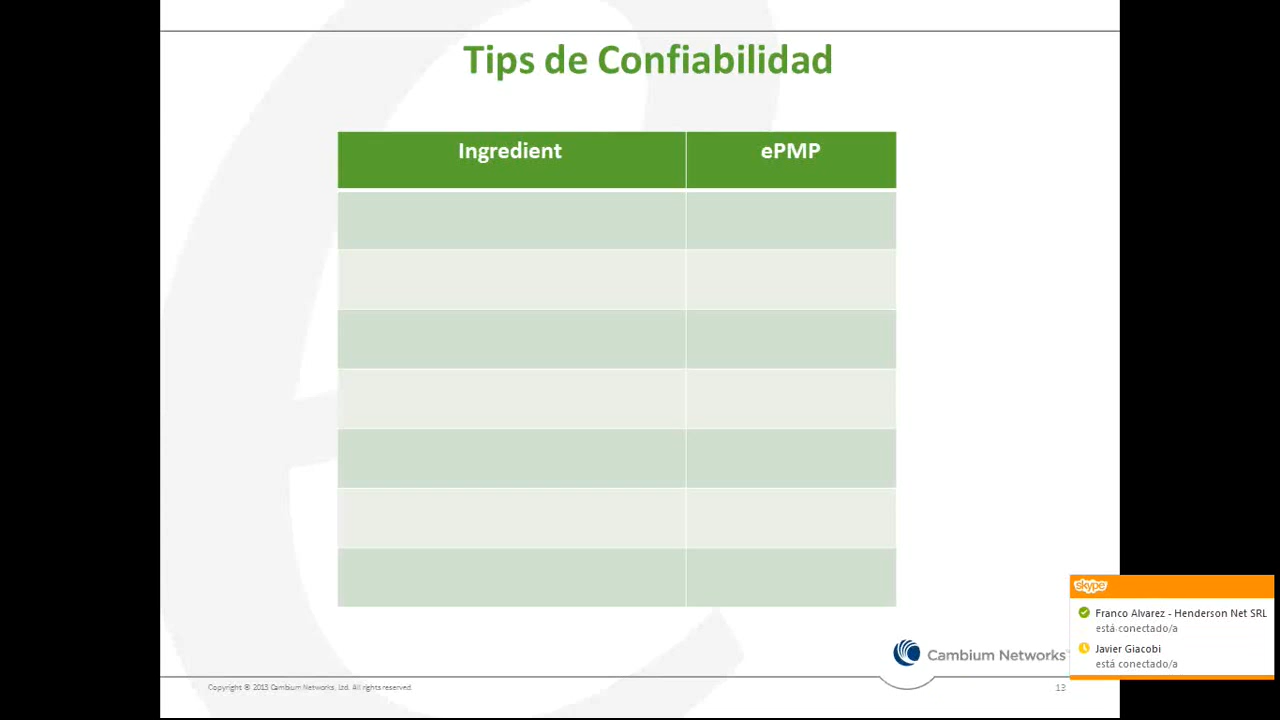 Tips de Confiabilidad
Ingredient
ePMP
skype
Franco Alvarez - Henderson Net SRL
está conectado/a
Javier Giacobi
está conectado/a
Cambium Networks
Copyright © 2013 Cambium Networks, Ltd. All rights reserved.
13